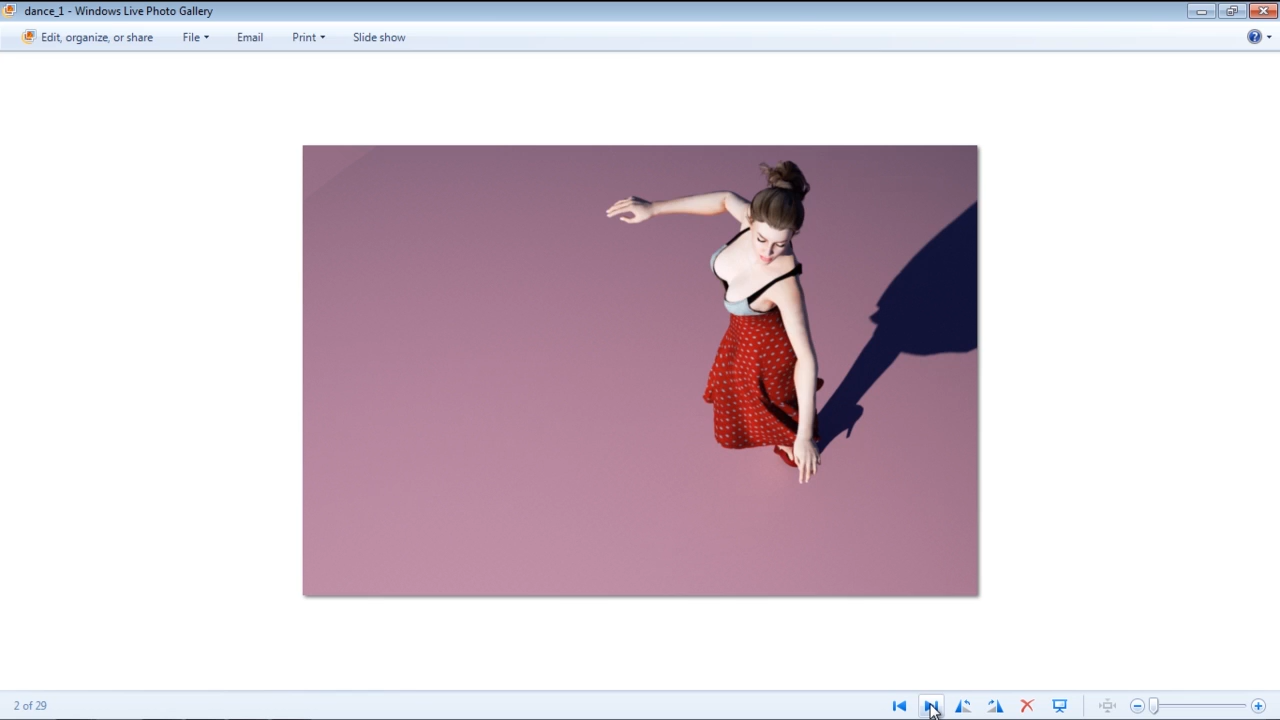 dance_1 - Windows Live Photo Gallery
Edit, organize, or share File Email Print Slide show
2 of 29